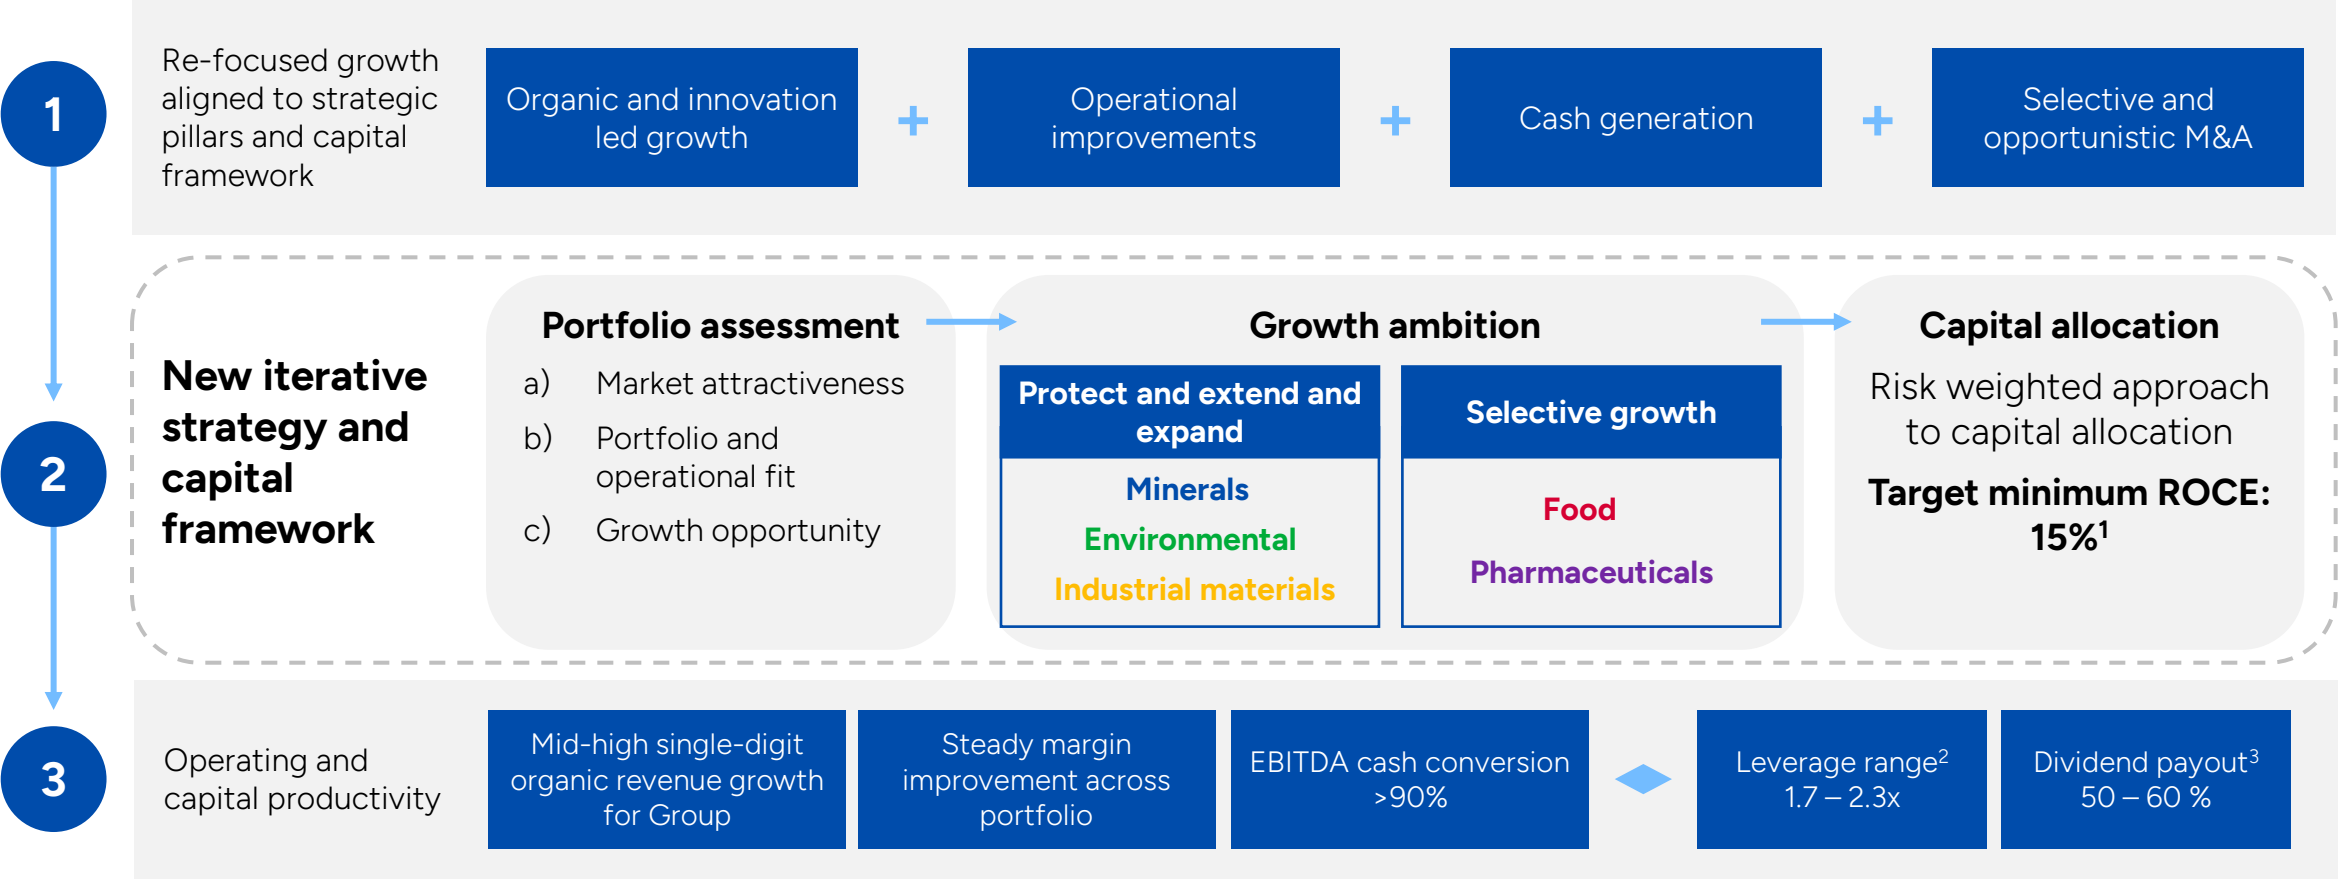 1
Re-focused growth
aligned to strategic
pillars and capital
framework
Organic and innovation
led growth
+
Operational
improvements
+
Cash generation
+
Selective and
opportunistic M&A
2
New iterative
strategy and
capital
framework
Portfolio assessment
a) Market attractiveness
b) Portfolio and
operational fit
c) Growth opportunity
Growth ambition
Protect and extend and
expand
Minerals
Environmental
Industrial materials
Selective growth
Food
Pharmaceuticals
Capital allocation
Risk weighted approach
to capital allocation
Target minimum ROCE:
15%¹
3
Operating and
capital productivity
Mid-high single-digit
organic revenue growth
for Group
Steady margin
improvement across
portfolio
EBITDA cash conversion
>90%
Leverage range²
1.7 – 2.3x
Dividend payout³
50 – 60 %